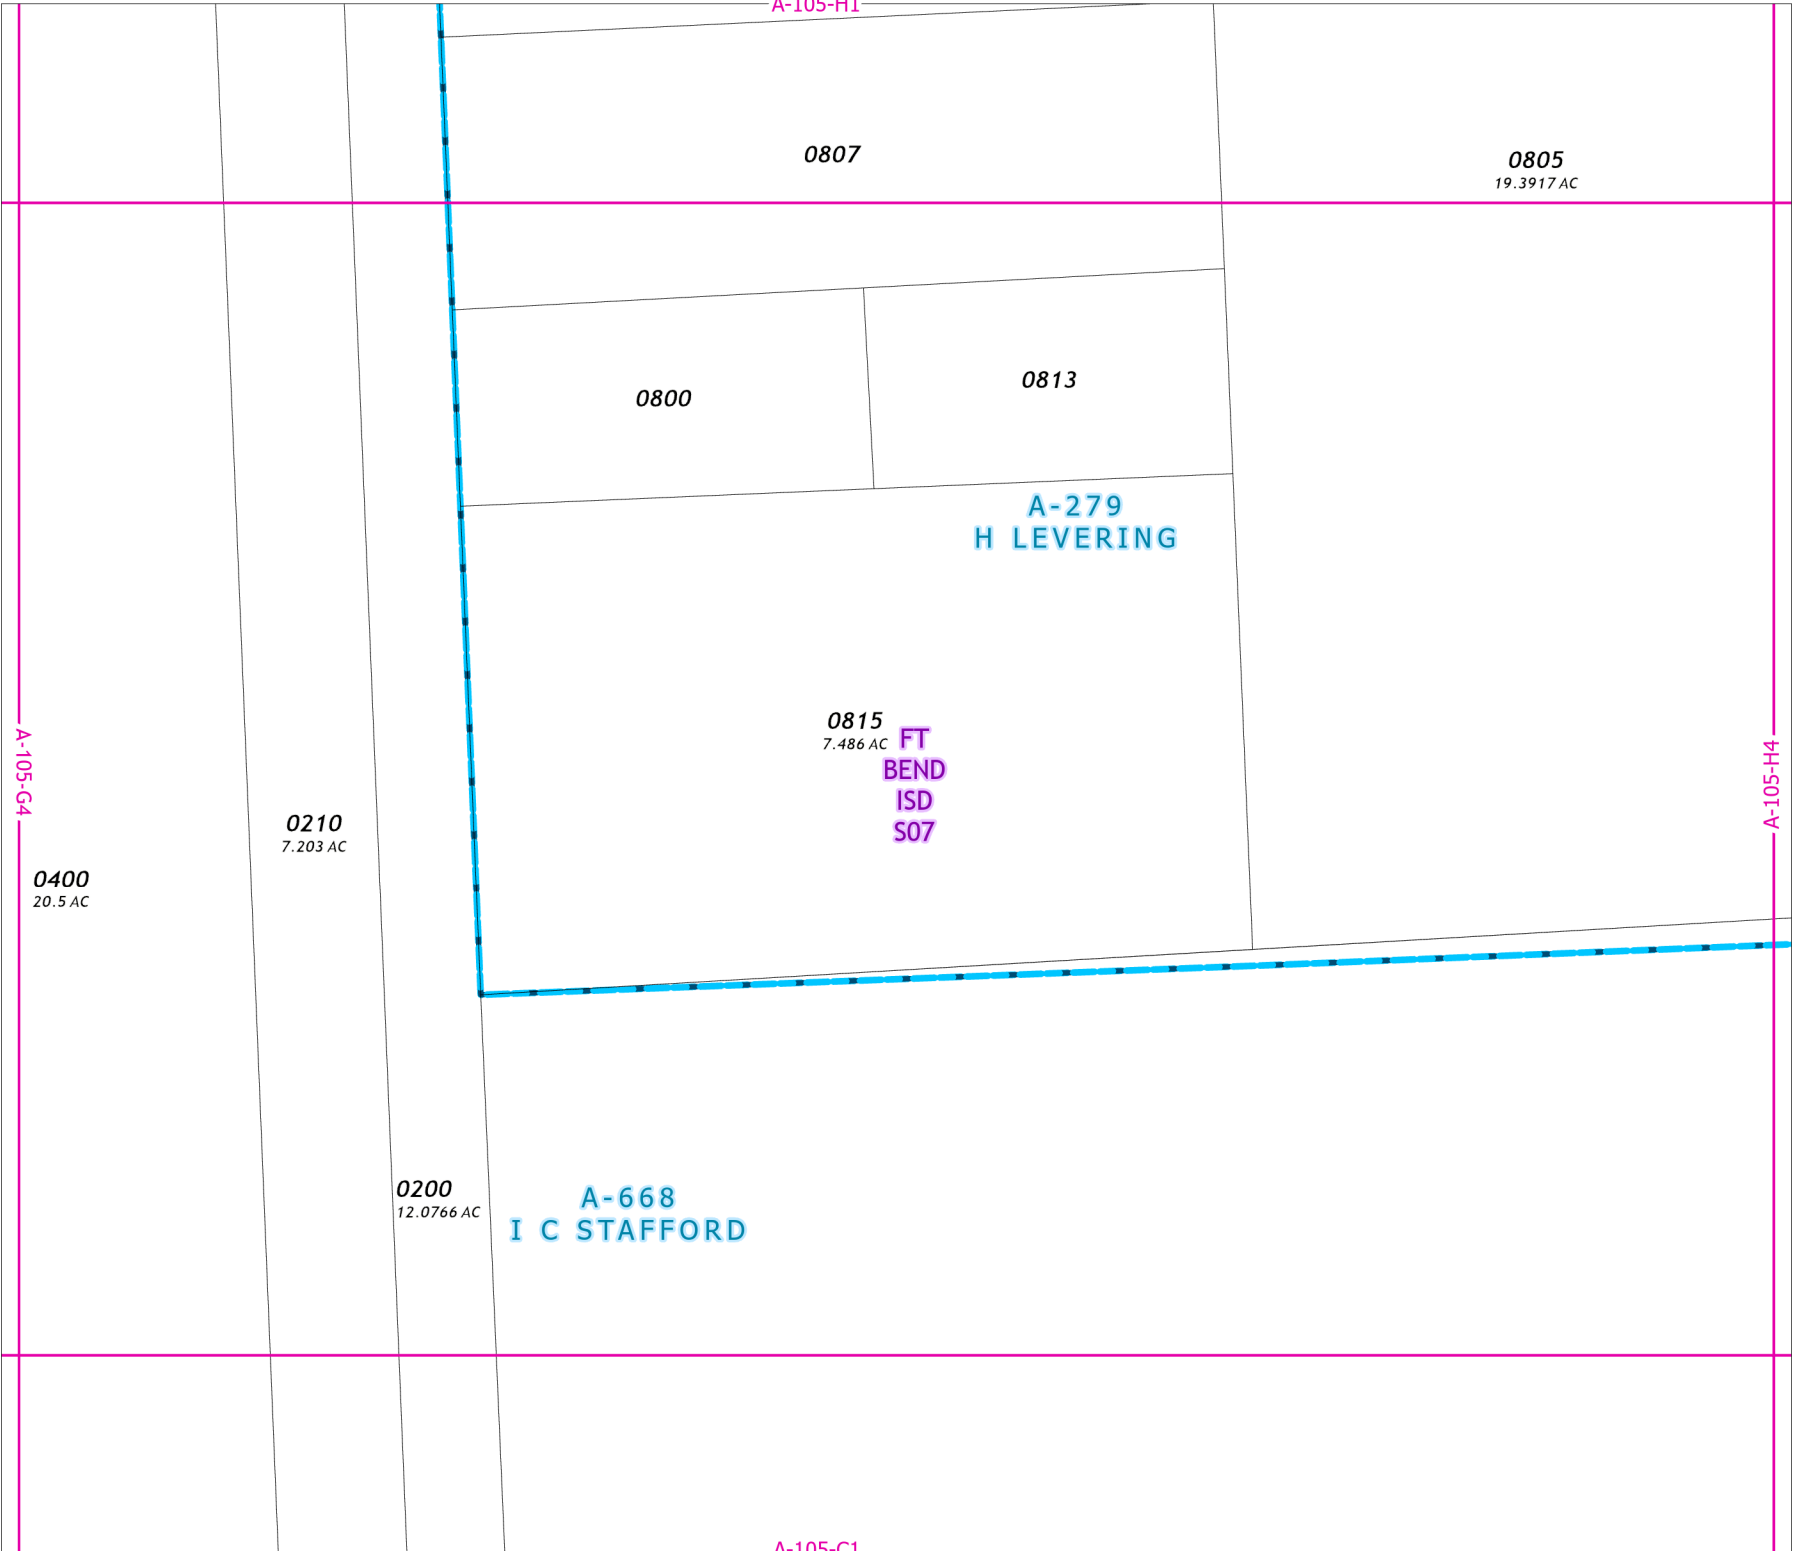 A-105-H1
0807
0805
19.3917 AC
0813
0800
A-279
H LEVERING
0815
7.486 AC
FT
BEND
ISD
S07
A-105-G4
A-105-H4
0210
7.203 AC
0400
20.5 AC
0200
12.0766 AC
A-668
I C STAFFORD
A-105-C1